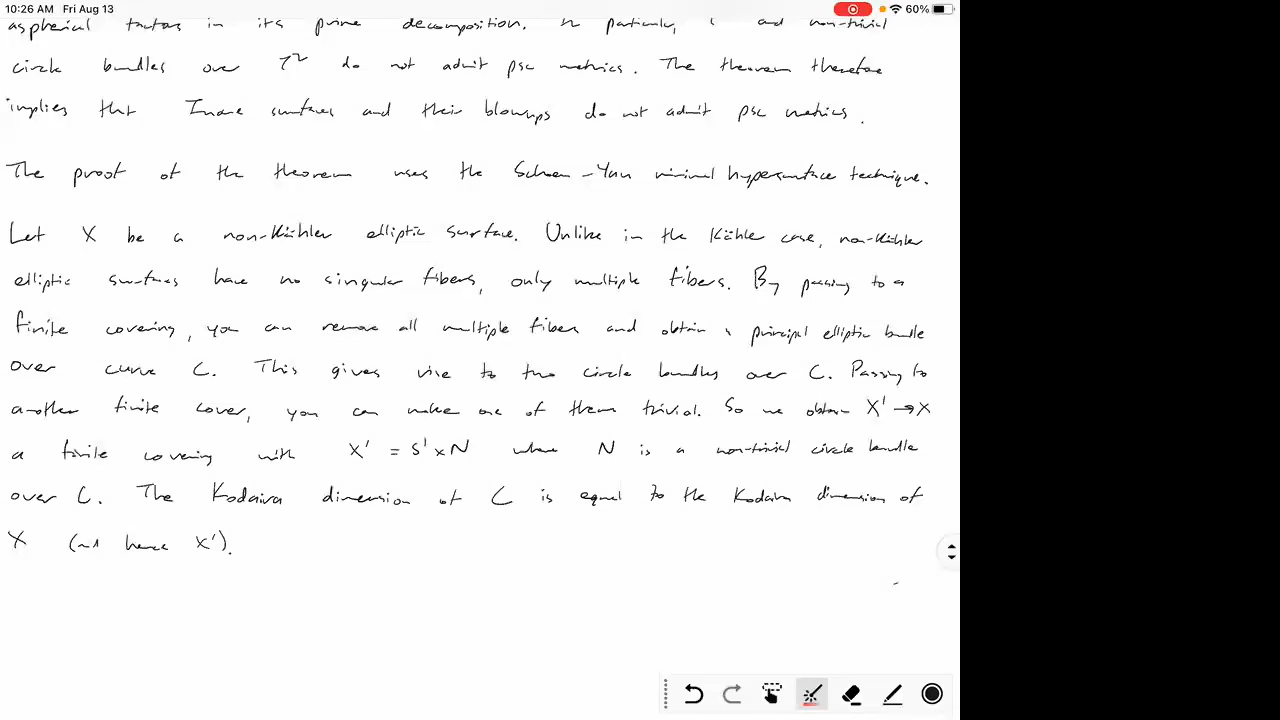 10:26 AM Fri Aug 13 60%
aspherical factors in its prime decomposition. In particular, and non-trivial
circle bundles over T² do not admit psc metrics. The theorem therefore
implies that Inoue surfaces and their blowups do not admit psc metrics.
The proof of the theorem uses the Schoen-Yau minimal hypersurface technique.
Let X be a non-Kähler elliptic surface. Unlike in the Kähler case, non-Kähler
elliptic surfaces have no singular fibers, only multiple fibers. By passing to a
finite covering, you can remove all multiple fibers and obtain a principal elliptic bundle
over curve C. This gives rise to two circle bundles over C. Passing to
another finite cover, you can make one of them trivial. So we obtain X' → X
a finite covering with X' = S¹ × N where N is a non-trivial circle bundle
over C. The Kodaira dimension of C is equal to the Kodaira dimension of
X (and hence X').